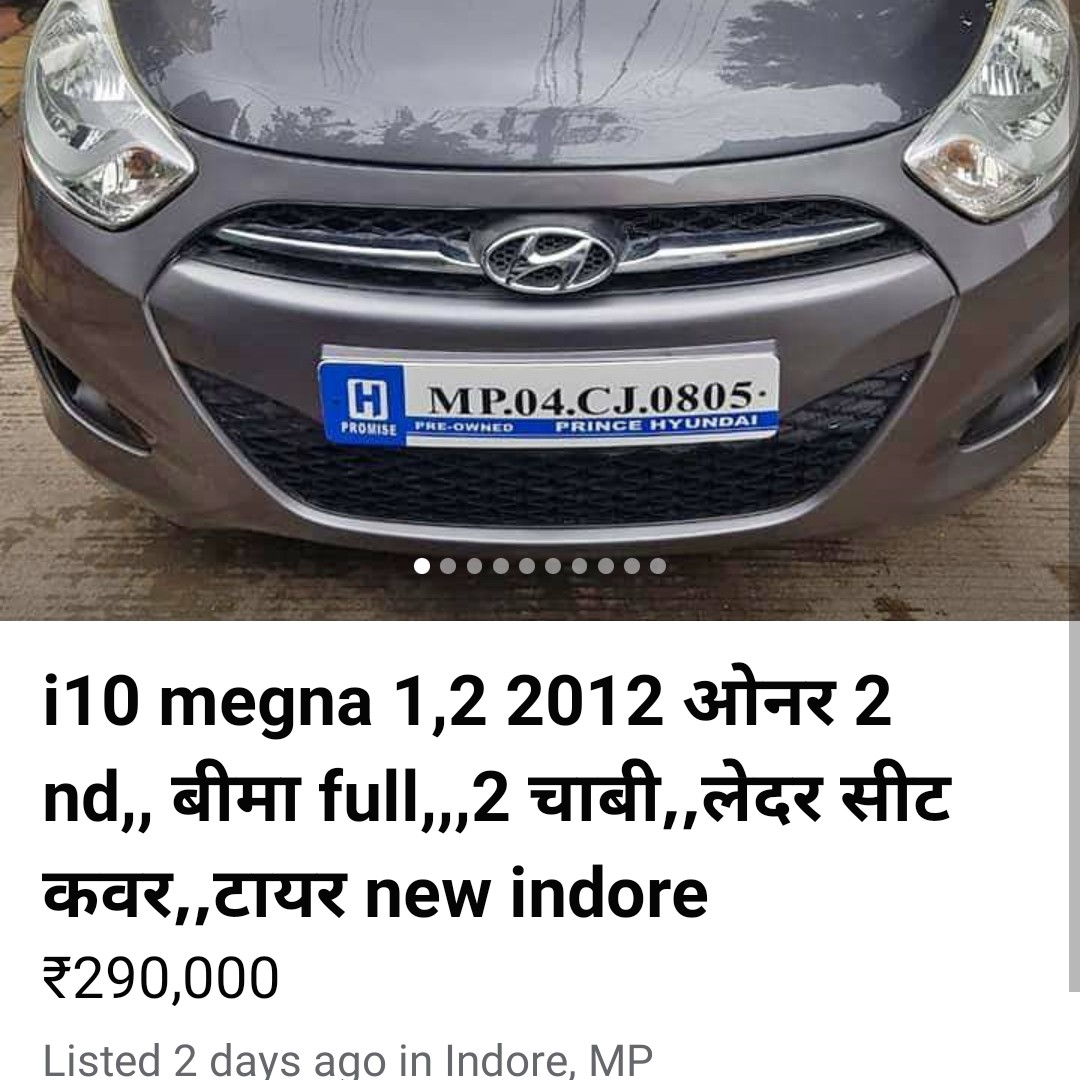 H
PROMISE
MP.04.CJ.0805.
PRE-OWNED PRINCE HYUNDAI
i10 megna 1,2 2012 ओनर 2
nd,, बीमा full,,,2 चाबी,,लेदर सीट
कवर,,टायर new indore
₹290,000
Listed 2 days ago in Indore, MP